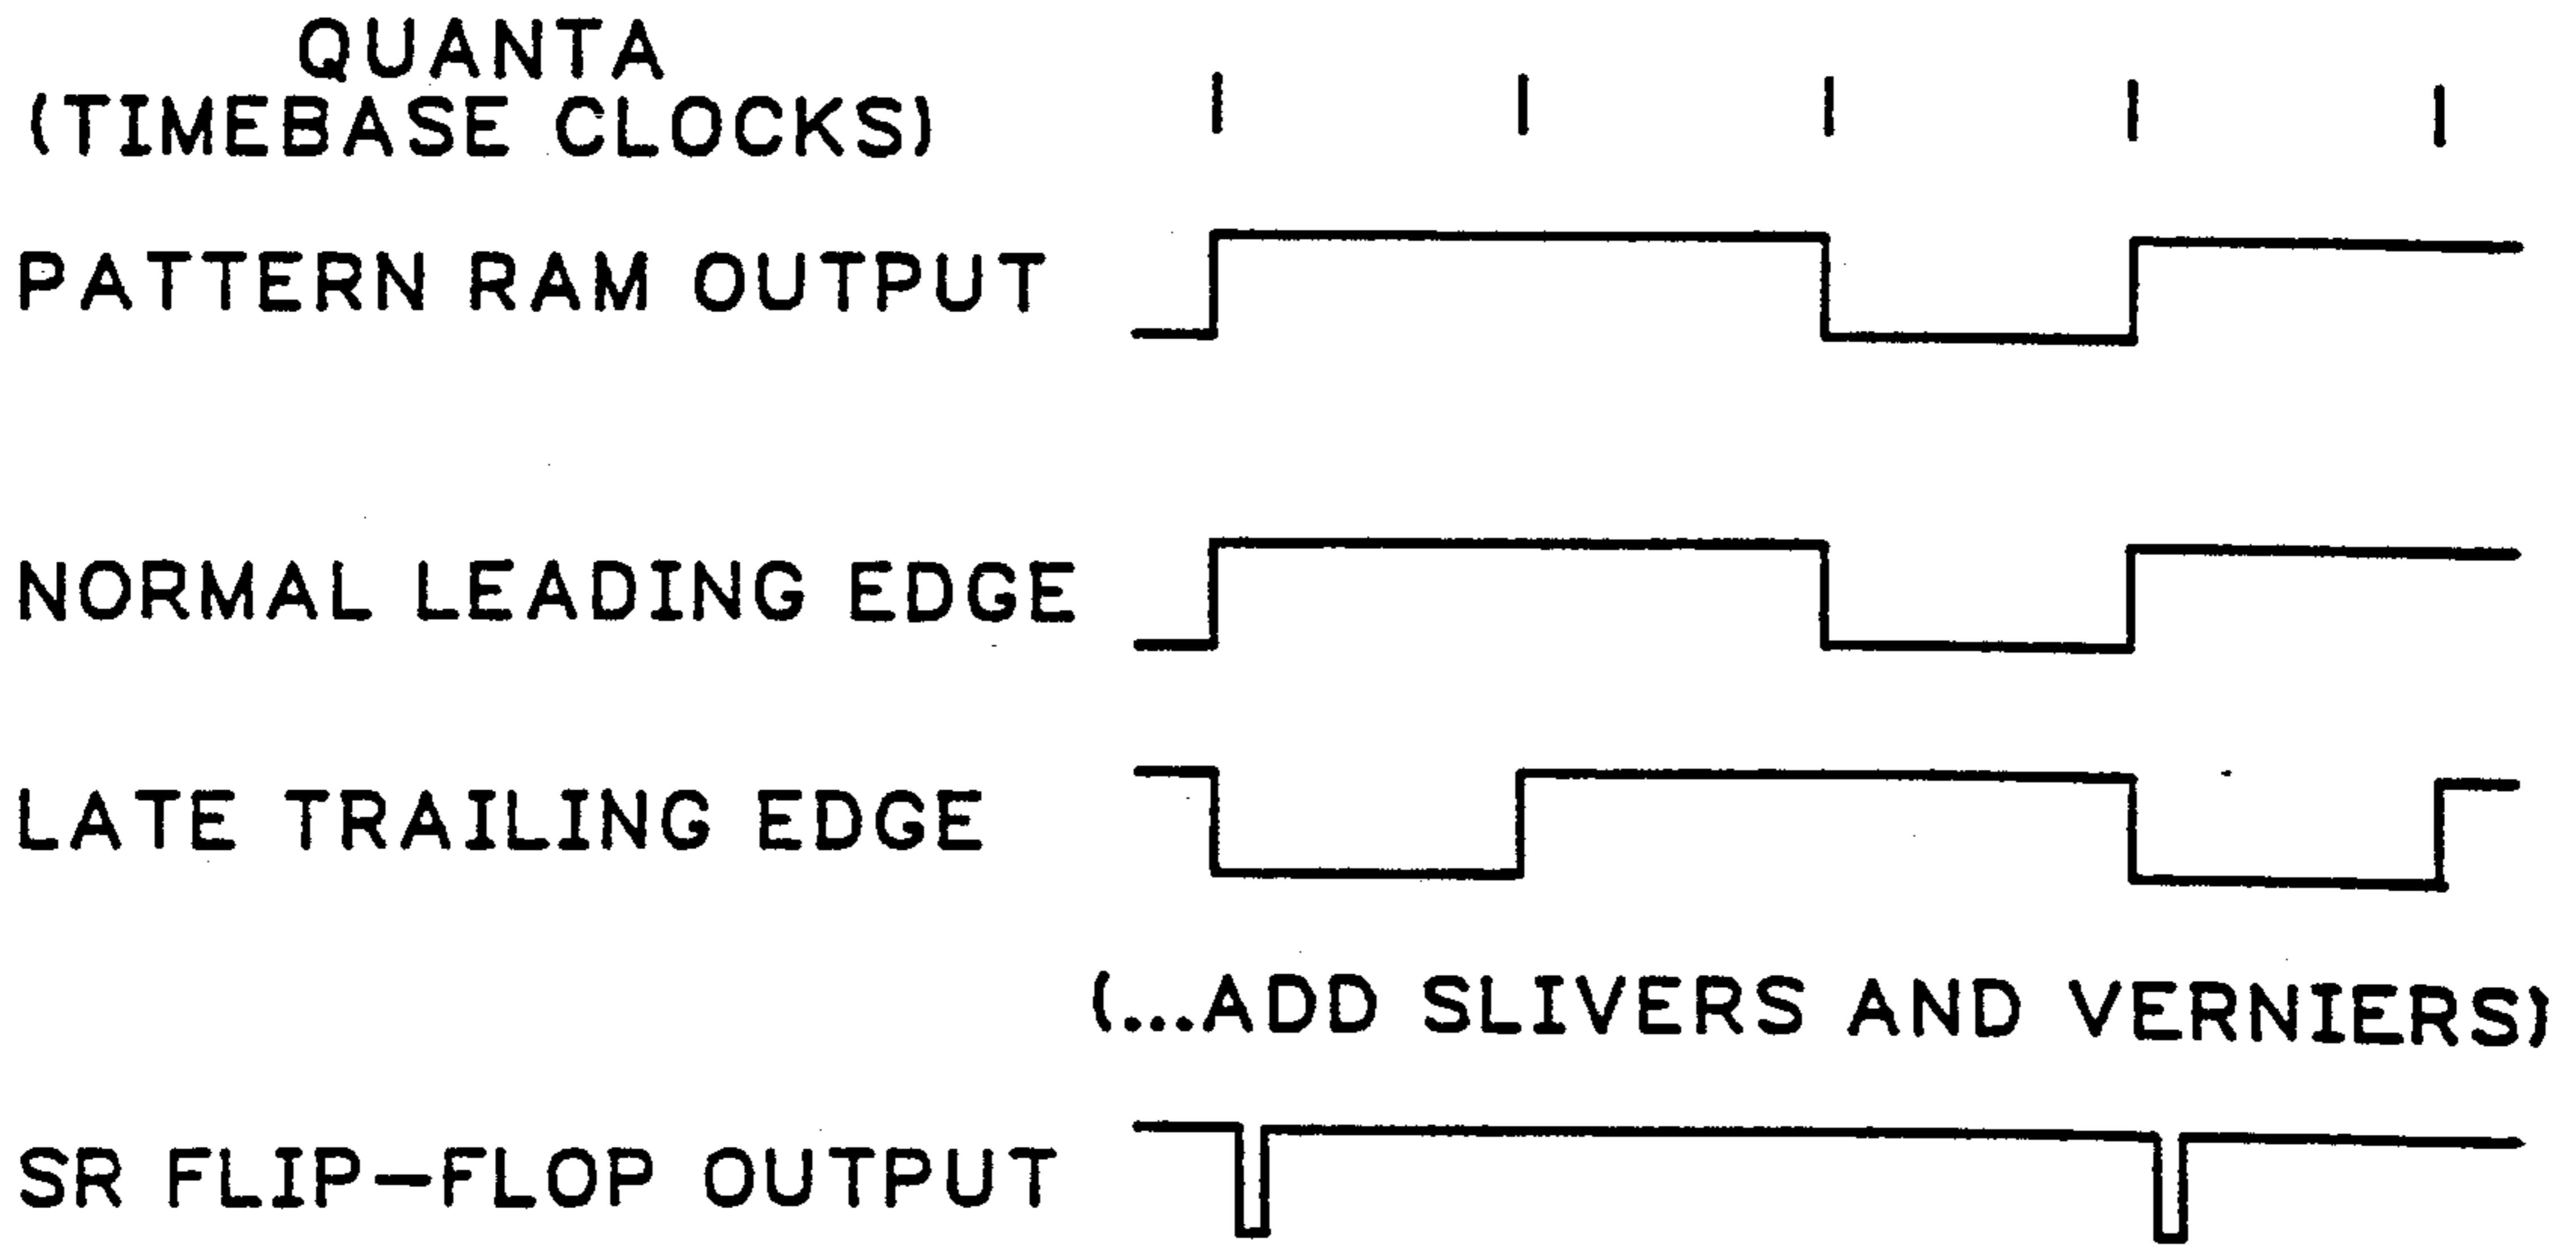 QUANTA
(TIMEBASE CLOCKS)
PATTERN RAM OUTPUT
NORMAL LEADING EDGE
LATE TRAILING EDGE
(...ADD SLIVERS AND VERNIERS)
SR FLIP-FLOP OUTPUT